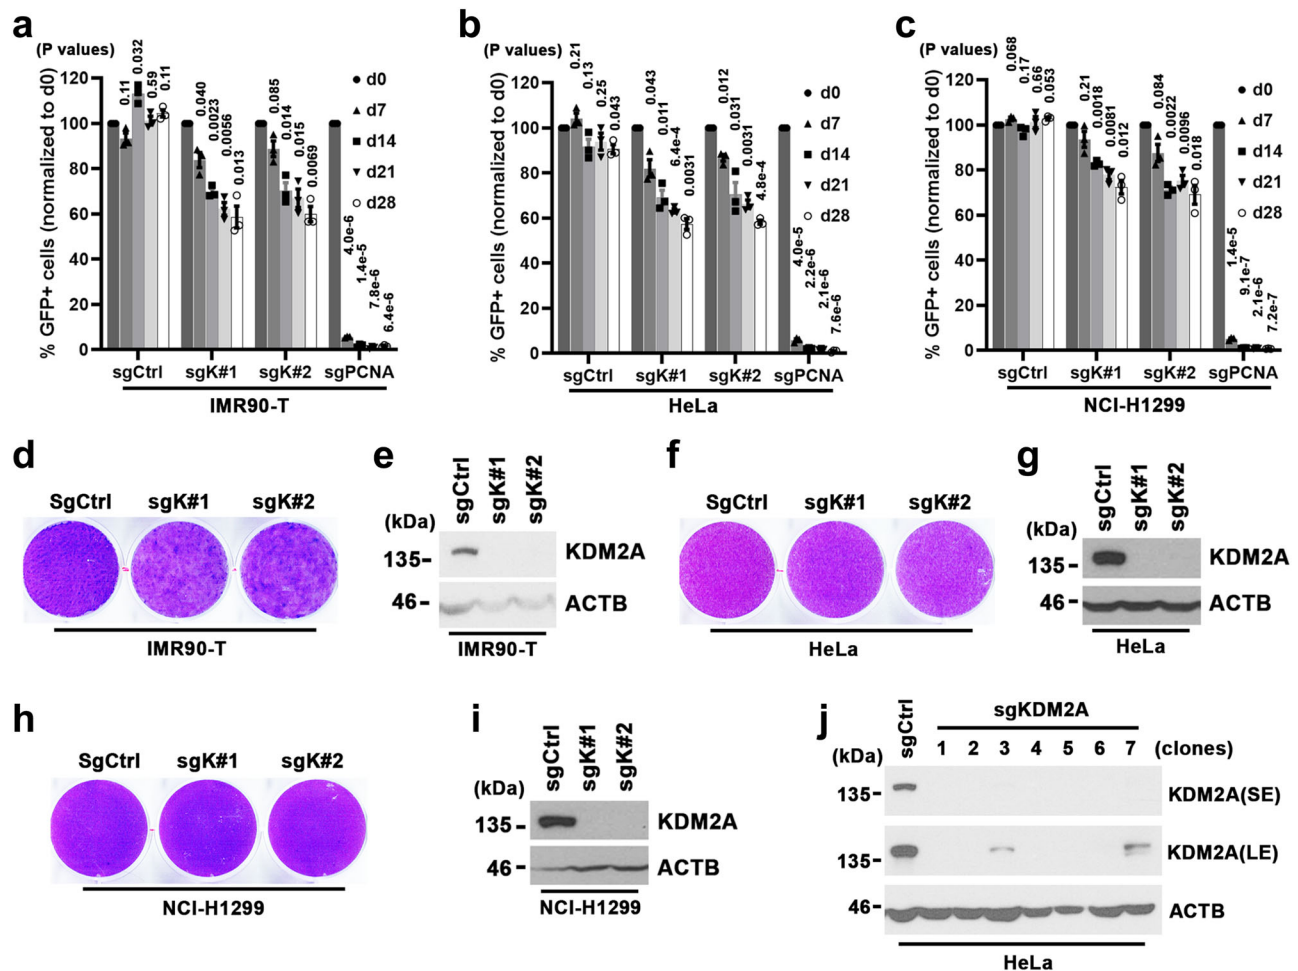 a
(P values)
0.11
0.032
0.59
0.11
0.040
0.0023
0.0056
0.013
0.085
0.014
0.015
0.0069
4.0e-6
1.4e-5
7.8e-6
6.4e-6
% GFP+ cells (normalized to d0)
120
100
80
60
40
20
0
d0
d7
d14
d21
d28
sgCtrl sgK#1 sgK#2 sgPCNA
IMR90-T
b
(P values)
0.21
0.13
0.25
0.043
0.043
0.011
6.4e-4
0.0031
0.012
0.031
0.0031
4.8e-4
4.0e-5
2.2e-6
2.1e-6
7.6e-6
% GFP+ cells (normalized to d0)
120
100
80
60
40
20
0
d0
d7
d14
d21
d28
sgCtrl sgK#1 sgK#2 sgPCNA
HeLa
c
(P values)
0.068
0.17
0.66
0.053
0.21
0.0018
0.0081
0.012
0.084
0.0022
0.0096
0.018
1.4e-5
9.1e-7
2.1e-6
7.2e-7
% GFP+ cells (normalized to d0)
120
100
80
60
40
20
0
d0
d7
d14
d21
d28
sgCtrl sgK#1 sgK#2 sgPCNA
NCI-H1299
d
SgCtrl sgK#1 sgK#2
IMR90-T
e
sgCtrl
sgK#1
sgK#2
(kDa)
135
KDM2A
46
ACTB
IMR90-T
f
SgCtrl sgK#1 sgK#2
HeLa
g
sgCtrl
sgK#1
sgK#2
(kDa)
135
KDM2A
46
ACTB
HeLa
h
SgCtrl sgK#1 sgK#2
NCI-H1299
i
sgCtrl
sgK#1
sgK#2
(kDa)
135
KDM2A
46
ACTB
NCI-H1299
j
sgCtrl
sgKDM2A
(kDa)
1 2 3 4 5 6 7 (clones)
135
KDM2A(SE)
135
KDM2A(LE)
46
ACTB
HeLa